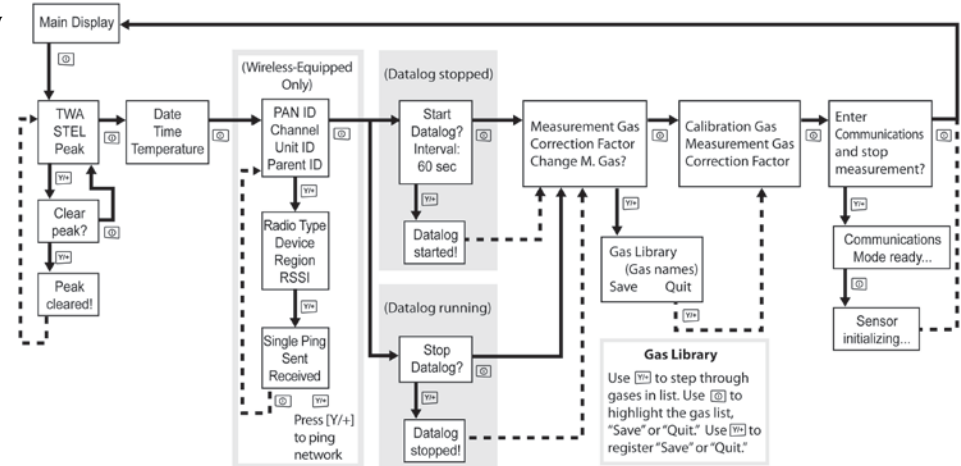 Main Display
TWA
STEL
Peak
Y/+
Clear
peak?
Y/+
Peak
cleared!
Date
Time
Temperature
(Wireless-Equipped
Only)
PAN ID
Channel
Unit ID
Parent ID
Y/+
Radio Type
Device
Region
RSSI
Y/+
Single Ping
Sent
Received
Y/+
Press [Y/+]
to ping
network
(Datalog stopped)
Start
Datalog?
Interval:
60 sec
Y/+
Datalog
started!
(Datalog running)
Stop
Datalog?
Y/+
Datalog
stopped!
Measurement Gas
Correction Factor
Change M. Gas?
Y/+
Gas Library
(Gas names)
Save Quit
Y/+
Calibration Gas
Measurement Gas
Correction Factor
Enter
Communications
and stop
measurement?
Y/+
Communications
Mode ready...
Sensor
initializing...
Gas Library
Use Y/+ to step through
gases in list. Use to
highlight the gas list,
“Save” or “Quit.” Use Y/+ to
register “Save” or “Quit.”